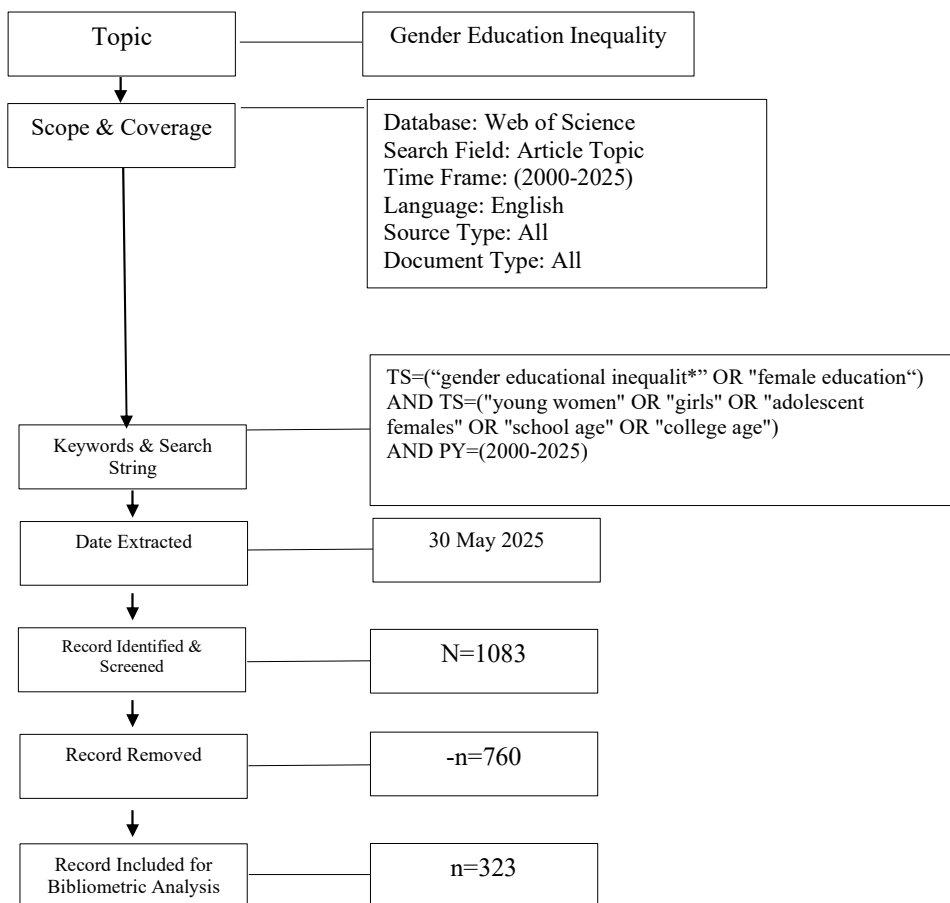 Topic
Gender Education Inequality
Scope & Coverage
Database: Web of Science
Search Field: Article Topic
Time Frame: (2000-2025)
Language: English
Source Type: All
Document Type: All
Keywords & Search
String
TS=(“gender educational inequalit*” OR "female education“)
AND TS=("young women" OR "girls" OR "adolescent
females" OR "school age" OR "college age")
AND PY=(2000-2025)
Date Extracted
30 May 2025
Record Identified &
Screened
N=1083
Record Removed
-n=760
Record Included for
Bibliometric Analysis
n=323